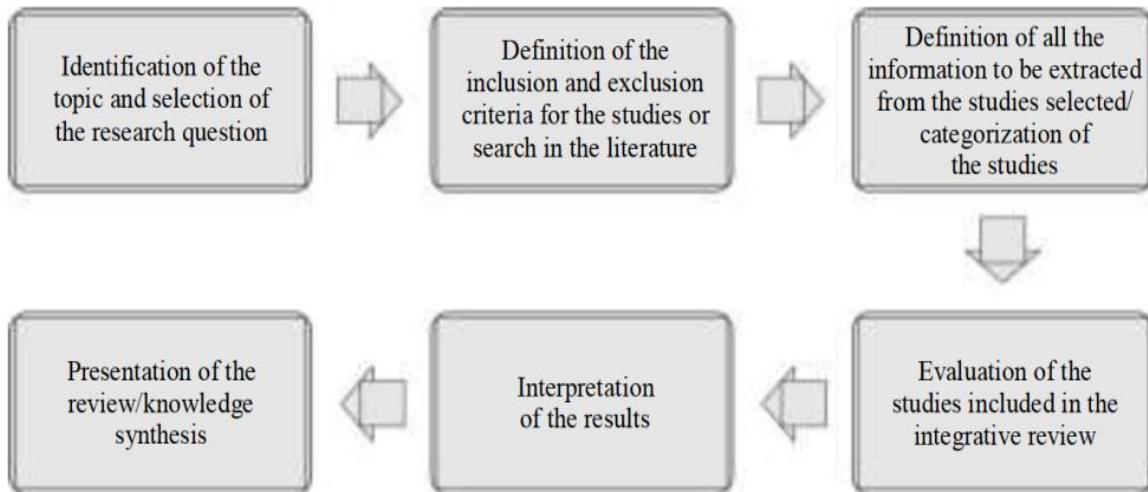 Identification of the
topic and selection of
the research question
Definition of the
inclusion and exclusion
criteria for the studies or
search in the literature
Definition of all the
information to be extracted
from the studies selected/
categorization of
the studies
Evaluation of the
studies included in the
integrative review
Interpretation
of the results
Presentation of the
review/knowledge
synthesis